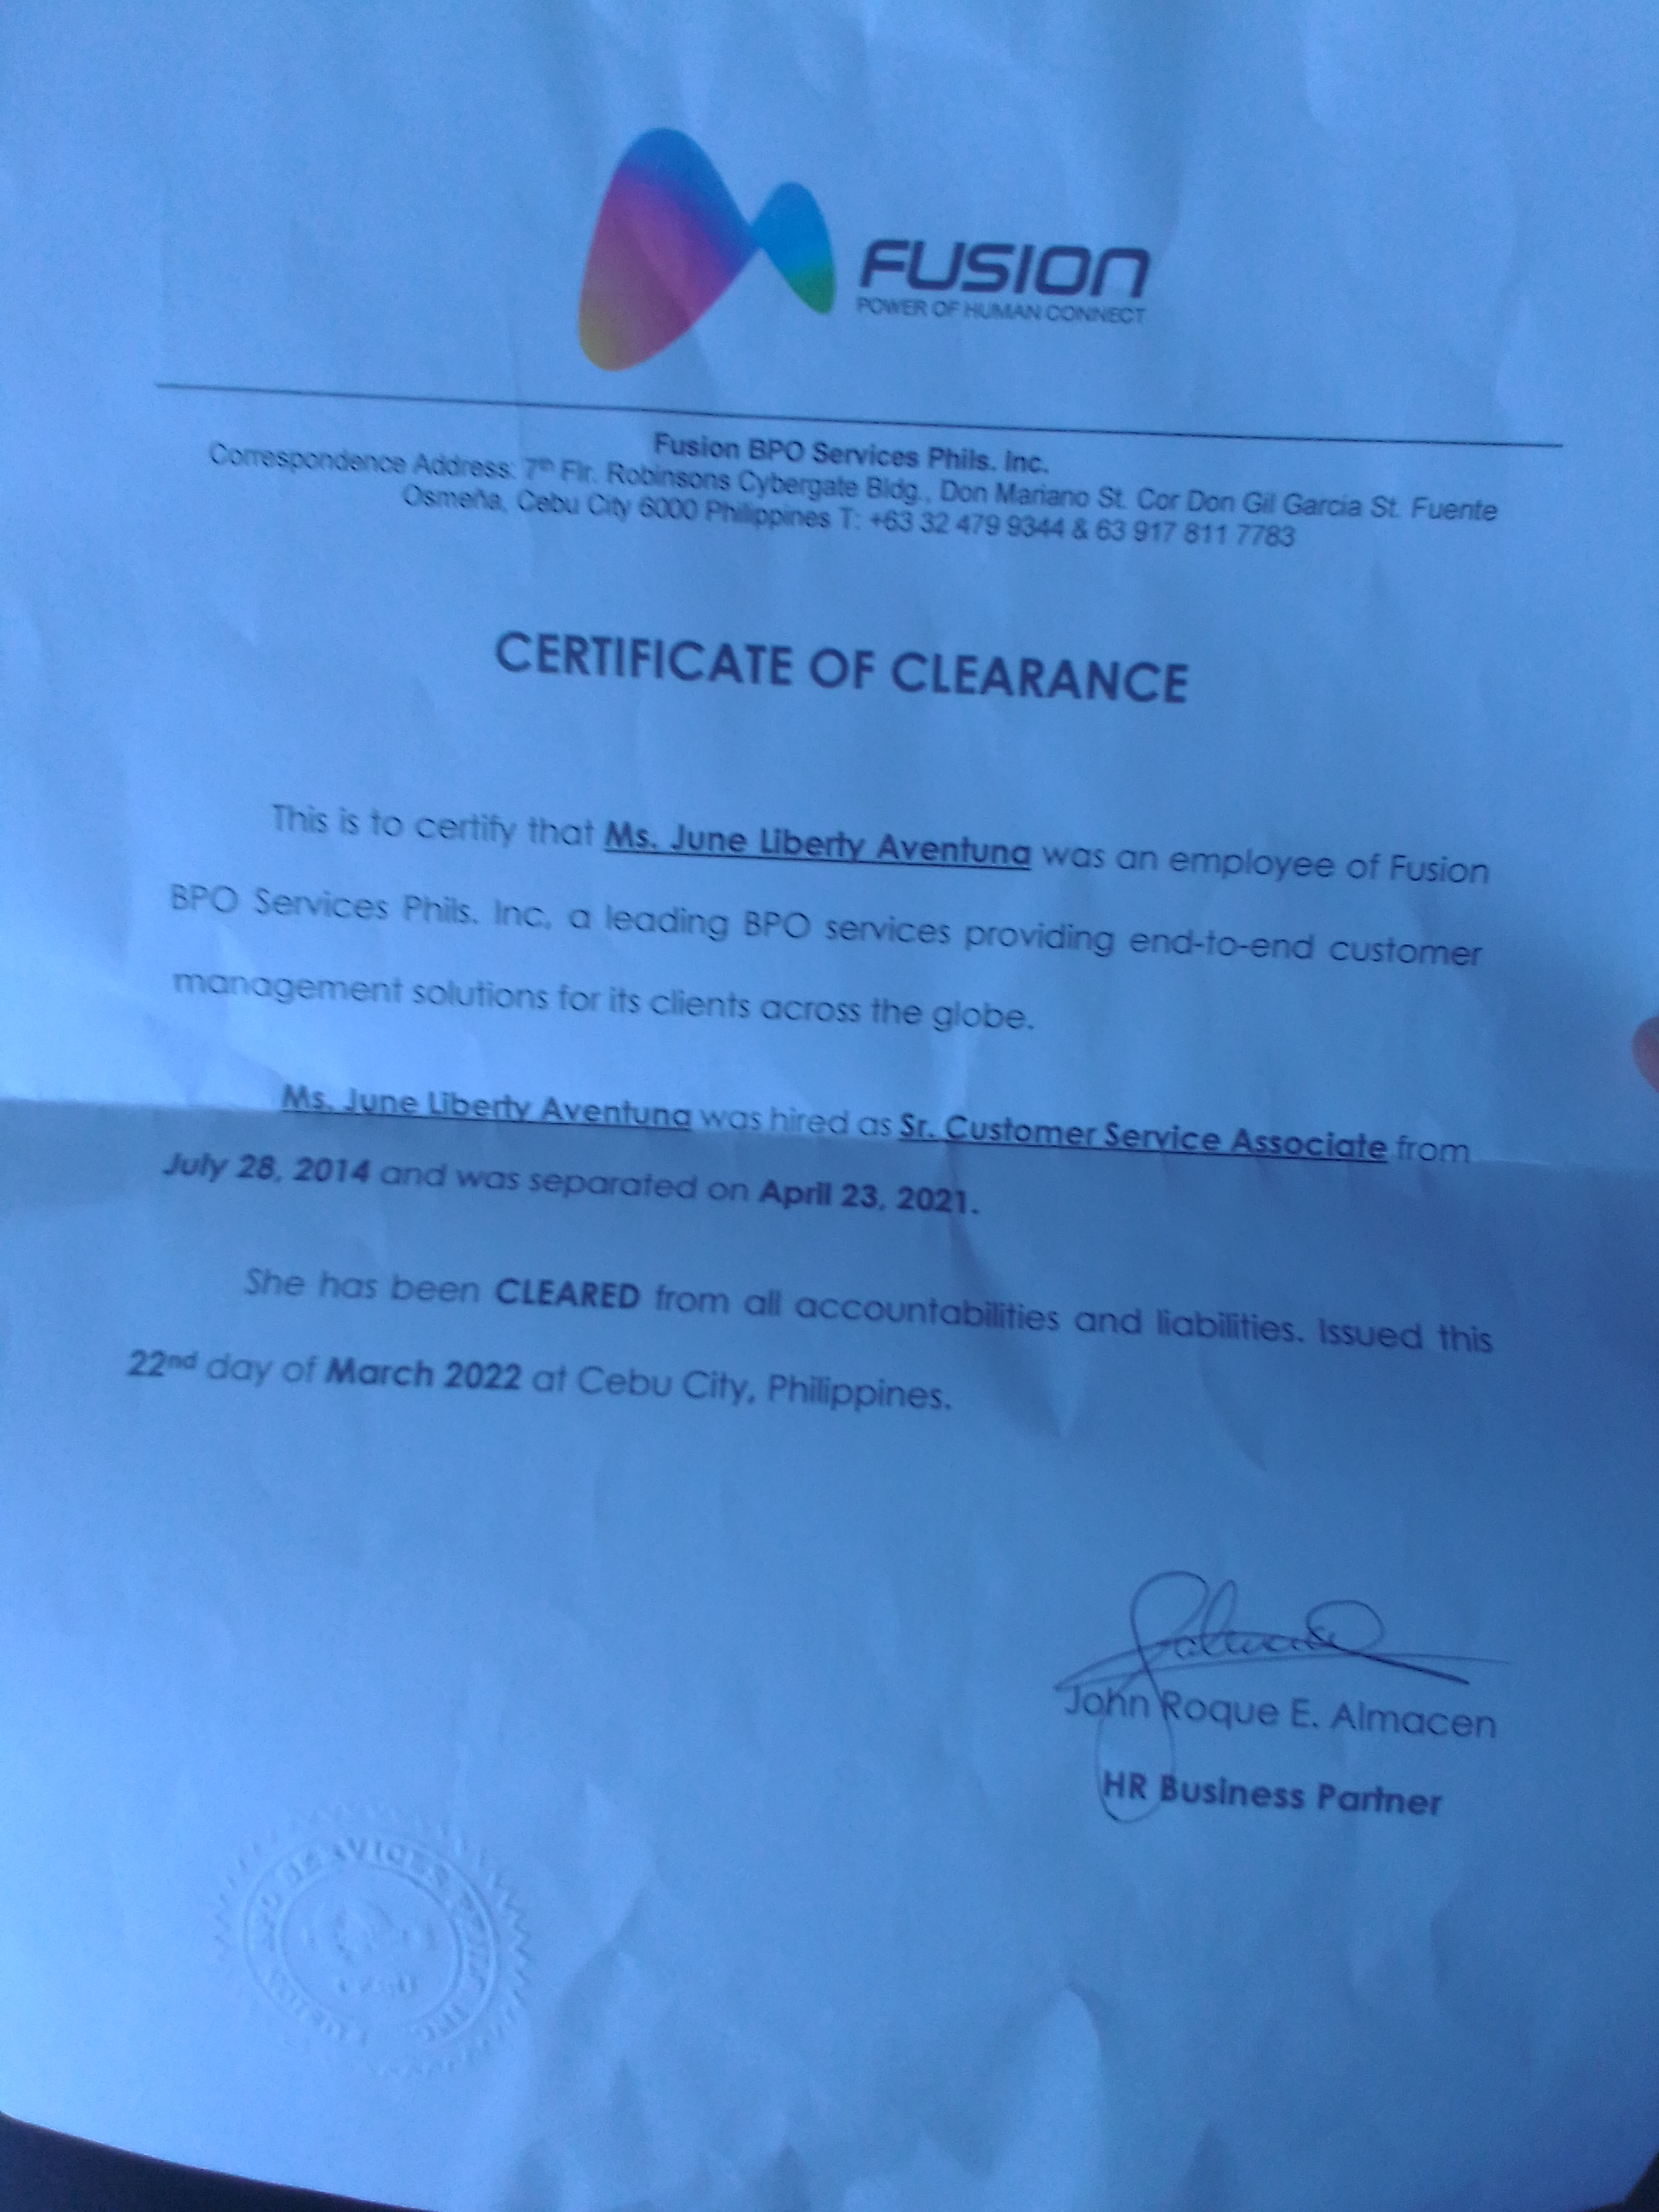 FUSION
POWER OF HUMAN CONNECT
Fusion BPO Services Phils. Inc.
Correspondence Address: 7th Flr. Robinsons Cybergate Bldg., Don Mariano St. Cor Don Gil Garcia St. Fuente
Osmeña, Cebu City 6000 Philippines T: +63 32 479 9344 & 63 917 811 7783
CERTIFICATE OF CLEARANCE
This is to certify that Ms. June Liberty Aventuna was an employee of Fusion
BPO Services Phils. Inc, a leading BPO services providing end-to-end customer
management solutions for its clients across the globe.
Ms. June Liberty Aventuna was hired as Sr. Customer Service Associate from
July 28, 2014 and was separated on April 23, 2021.
She has been CLEARED from all accountabilities and liabilities. Issued this
22nd day of March 2022 at Cebu City, Philippines.
John Roque E. Almacen
HR Business Partner
FUSION BPO SERVICES PHILS. INC.